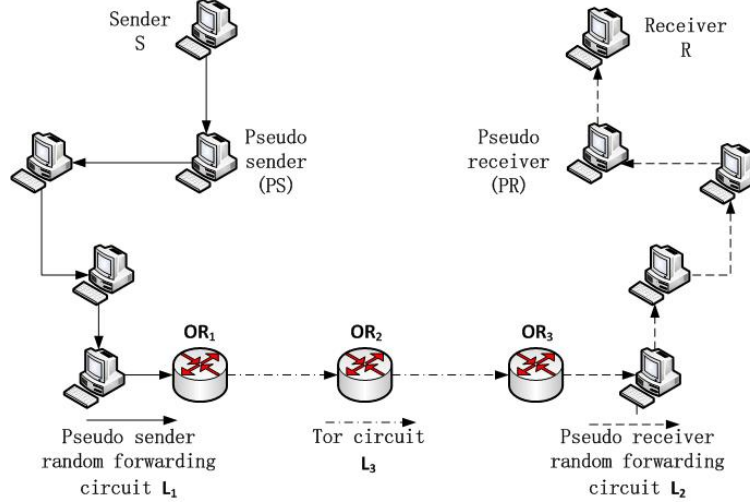 Sender
S
Receiver
R
Pseudo
sender
(PS)
Pseudo
receiver
(PR)
OR1
OR2
OR3
Pseudo sender
random forwarding
circuit L1
Tor circuit
L3
Pseudo receiver
random forwarding
circuit L2